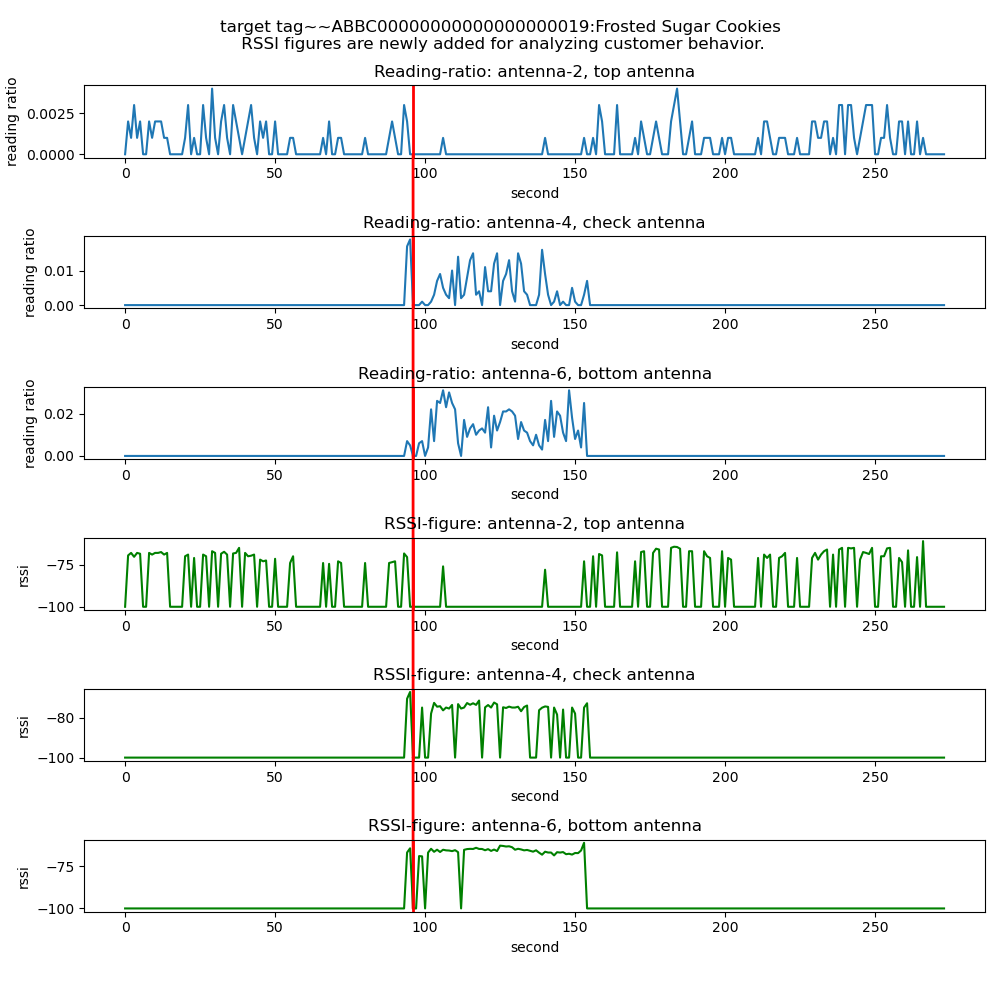 target tag~~ABBC00000000000000000019:Frosted Sugar Cookies
RSSI figures are newly added for analyzing customer behavior.
Reading-ratio: antenna-2, top antenna
reading ratio
0.0025
0.0000
0 50 100 150 200 250
second
Reading-ratio: antenna-4, check antenna
reading ratio
0.01
0.00
0 50 100 150 200 250
second
Reading-ratio: antenna-6, bottom antenna
reading ratio
0.02
0.00
0 50 100 150 200 250
second
RSSI-figure: antenna-2, top antenna
rssi
−75
−100
0 50 100 150 200 250
second
RSSI-figure: antenna-4, check antenna
rssi
−80
−100
0 50 100 150 200 250
second
RSSI-figure: antenna-6, bottom antenna
rssi
−75
−100
0 50 100 150 200 250
second